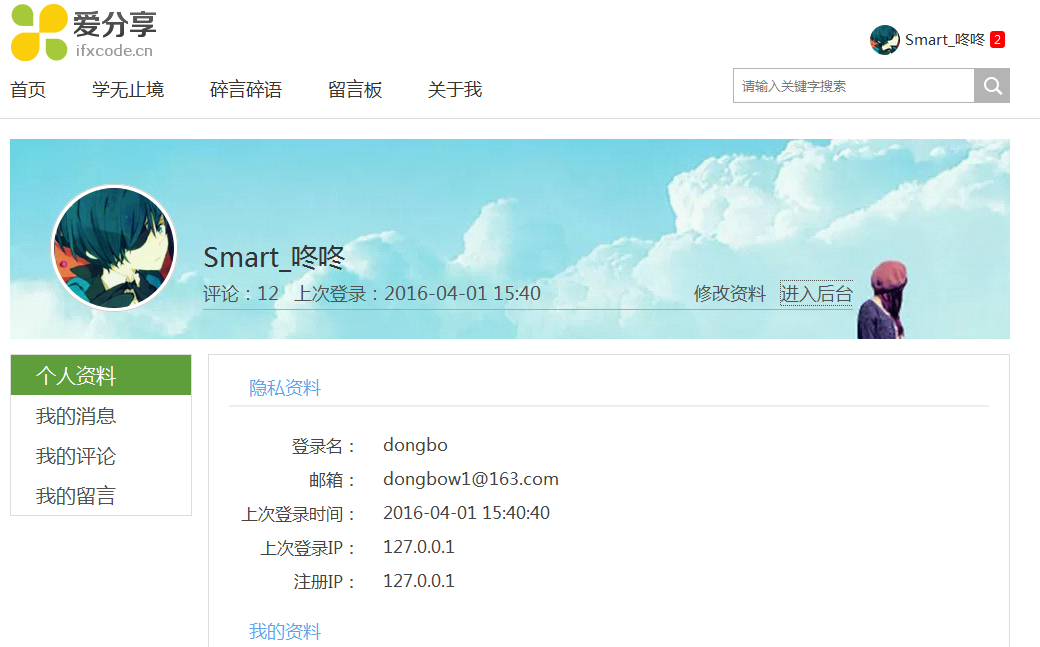 爱分享
ifxcode.cn
Smart_咚咚 2
首页 学无止境 碎言碎语 留言板 关于我
请输入关键字搜索
Smart_咚咚
评论：12 上次登录：2016-04-01 15:40 修改资料 进入后台
个人资料
我的消息
我的评论
我的留言
隐私资料
登录名： dongbo
邮箱： dongbow1@163.com
上次登录时间： 2016-04-01 15:40:40
上次登录IP： 127.0.0.1
注册IP： 127.0.0.1
我的资料